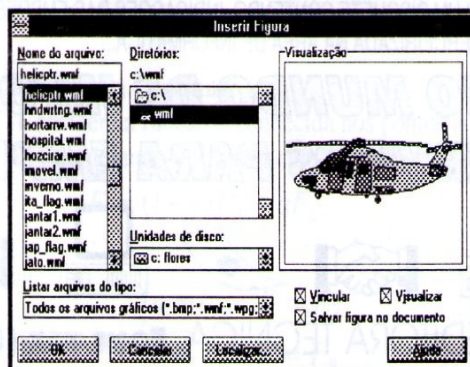 Inserir Figura
Nome do arquivo:
helicptr.wmf
helicptr.wmf
hndwrtng.wmf
hortarrw.wmf
hospital.wmf
hozcirar.wmf
imovel.wmf
inverno.wmf
ita_flag.wmf
jantar1.wmf
jantar2.wmf
jap_flag.wmf
jato.wmf
Listar arquivos do tipo:
Todos os arquivos gráficos (*.bmp;*.wmf;*.wpg;
Diretórios:
c:\wmf
c:\
wmf
Unidades de disco:
c: flores
Visualização
Vincular
Visualizar
Salvar figura no documento
OK
Cancelar
Localizar...
Ajuda